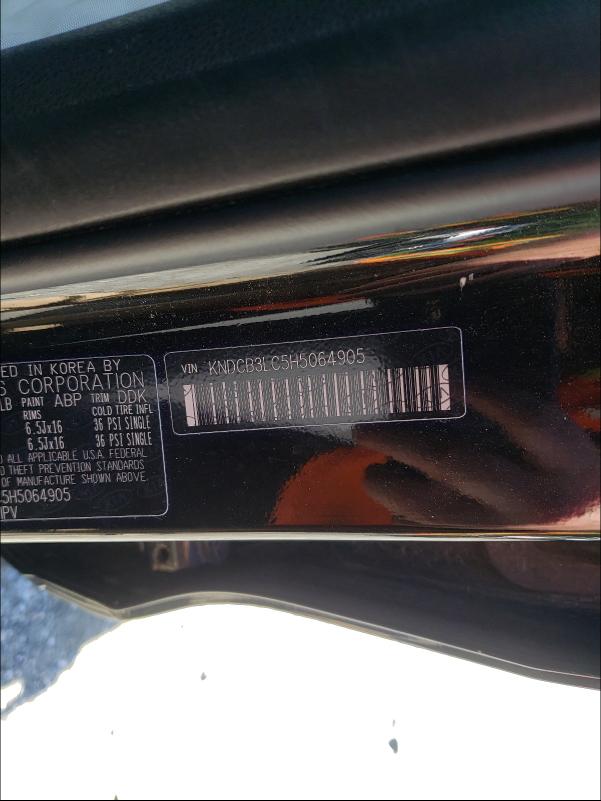 ED IN KOREA BY
S CORPORATION
LB PAINT ABP TRIM DDK
RIMS COLD TIRE INFL
6.5Jx16 36 PSI SINGLE
6.5Jx16 36 PSI SINGLE
O ALL APPLICABLE U.S.A. FEDERAL
D THEFT PREVENTION STANDARDS
OF MANUFACTURE SHOWN ABOVE.
5H5064905
MPV
VIN KNDCB3LC5H5064905